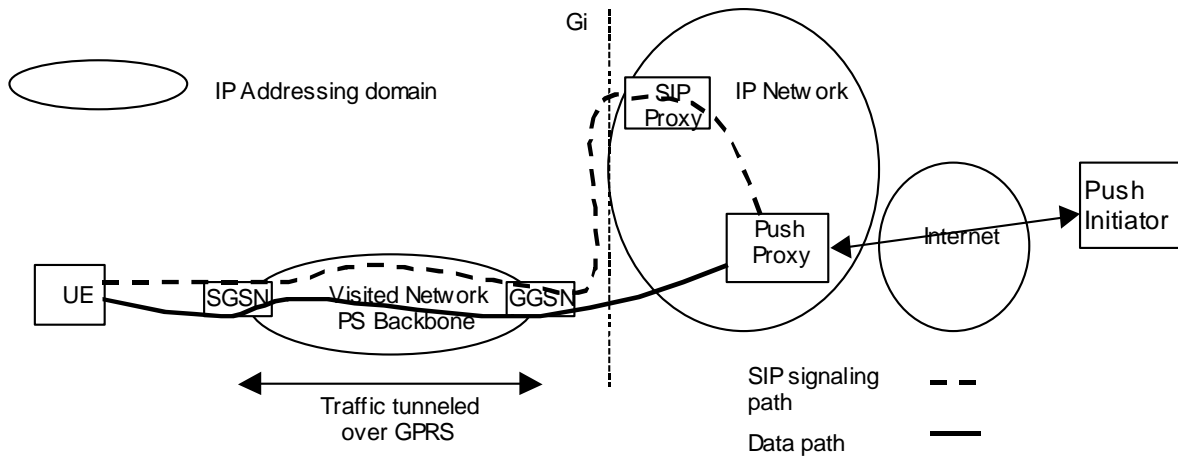 Gi
IP Addressing domain
SIP
Proxy
IP Network
Push
Initiator
Push
Proxy
Internet
UE
SGSN
Visited Network
PS Backbone
GGSN
Traffic tunneled
over GPRS
SIP signaling
path
Data path